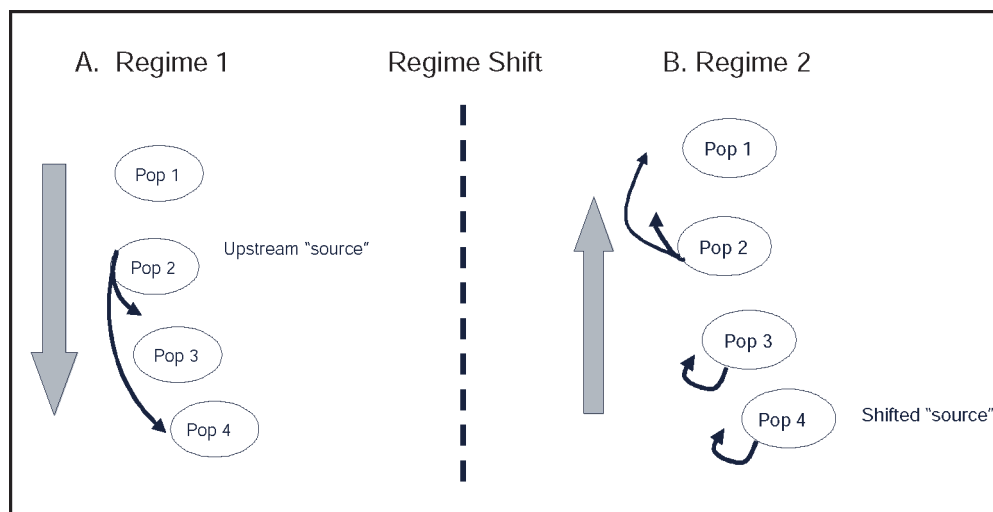 A. Regime 1
Regime Shift
B. Regime 2
Pop 1
Pop 2
Upstream “source”
Pop 3
Pop 4
Pop 1
Pop 2
Pop 3
Pop 4
Shifted “source”